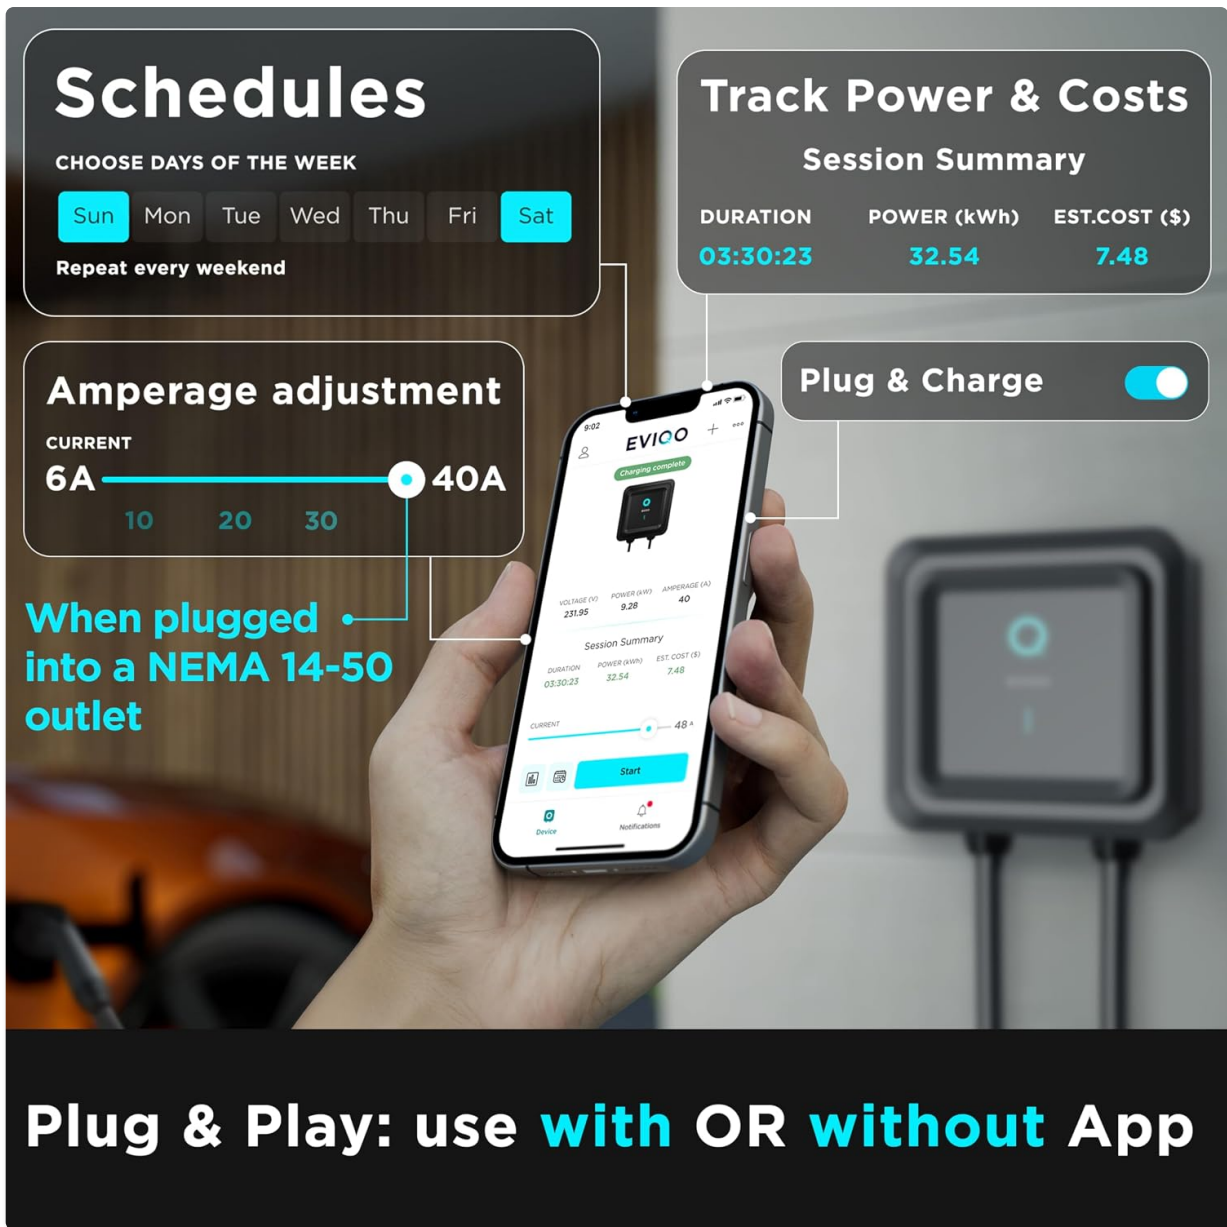 Schedules
CHOOSE DAYS OF THE WEEK
Sun Mon Tue Wed Thu Fri Sat
Repeat every weekend
Track Power & Costs
Session Summary
DURATION POWER (kWh) EST.COST ($)
03:30:23 32.54 7.48
Amperage adjustment
CURRENT
6A 40A
10 20 30
When plugged
into a NEMA 14-50
outlet
Plug & Charge
9:02
EVIQO
Charging complete
VOLTAGE (V) POWER (kW) AMPERAGE (A)
231.95 9.28 40
Session Summary
DURATION POWER (kWh) EST. COST ($)
03:30:23 32.54 7.48
CURRENT 48 A
Start
Device Notifications
Plug & Play: use with OR without App